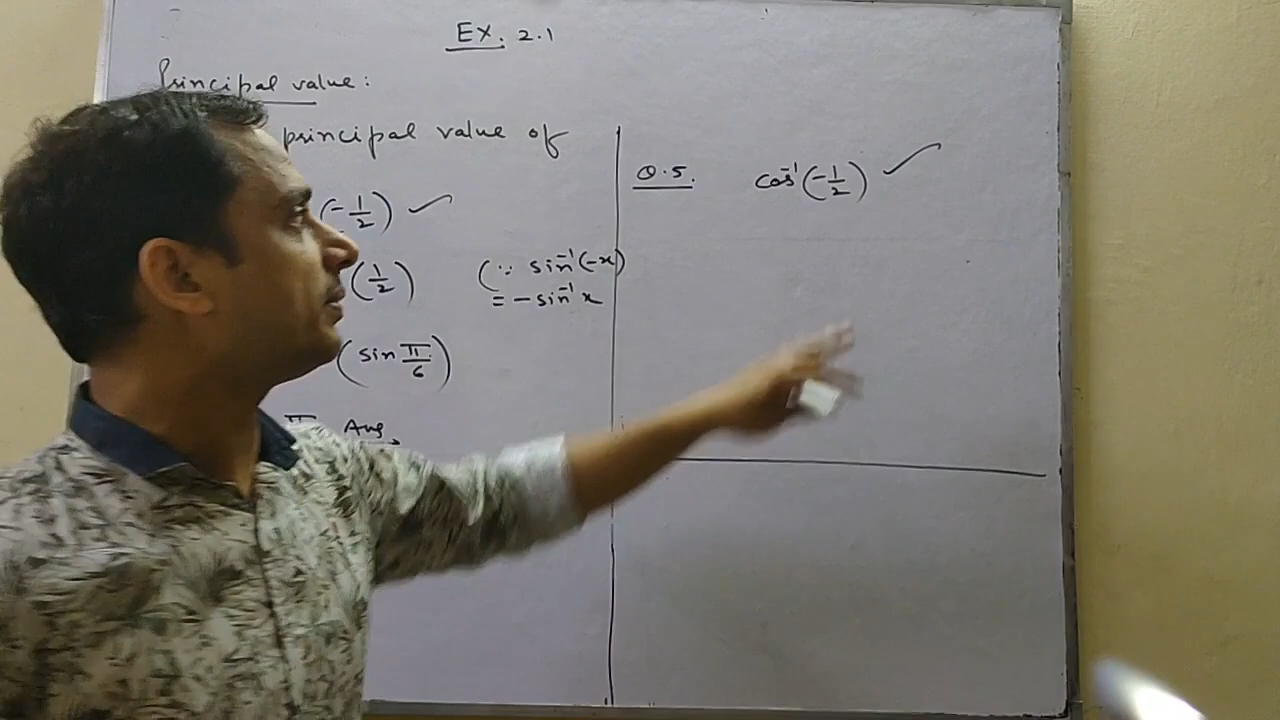 EX. 2.1
Principal value:
principal value of
(-1/2) ✓
(1/2) (∵ sin⁻¹(-x)
= -sin⁻¹x
(sin π/6)
π Ans
Q.5. cos⁻¹(-1/2) ✓